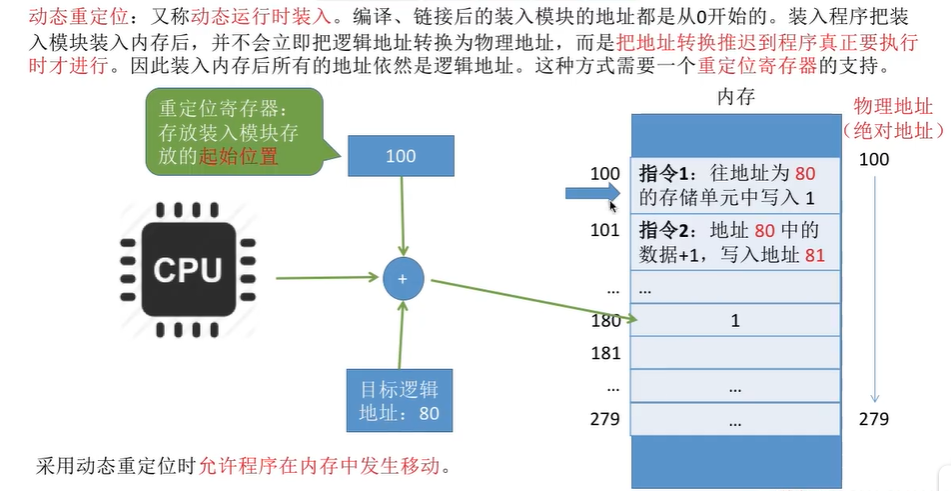 动态重定位：又称动态运行时装入。编译、链接后的装入模块的地址都是从0开始的。装入程序把装
入模块装入内存后，并不会立即把逻辑地址转换为物理地址，而是把地址转换推迟到程序真正要执行
时才进行。因此装入内存后所有的地址依然是逻辑地址。这种方式需要一个重定位寄存器的支持。
重定位寄存器：
存放装入模块存
放的起始位置
100
CPU
+
目标逻辑
地址：80
内存
物理地址
（绝对地址）
100
100
指令1：往地址为 80
的存储单元中写入 1
101
指令2：地址 80 中的
数据+1，写入地址 81
...
...
180
1
181
...
...
279
...
279
采用动态重定位时允许程序在内存中发生移动。